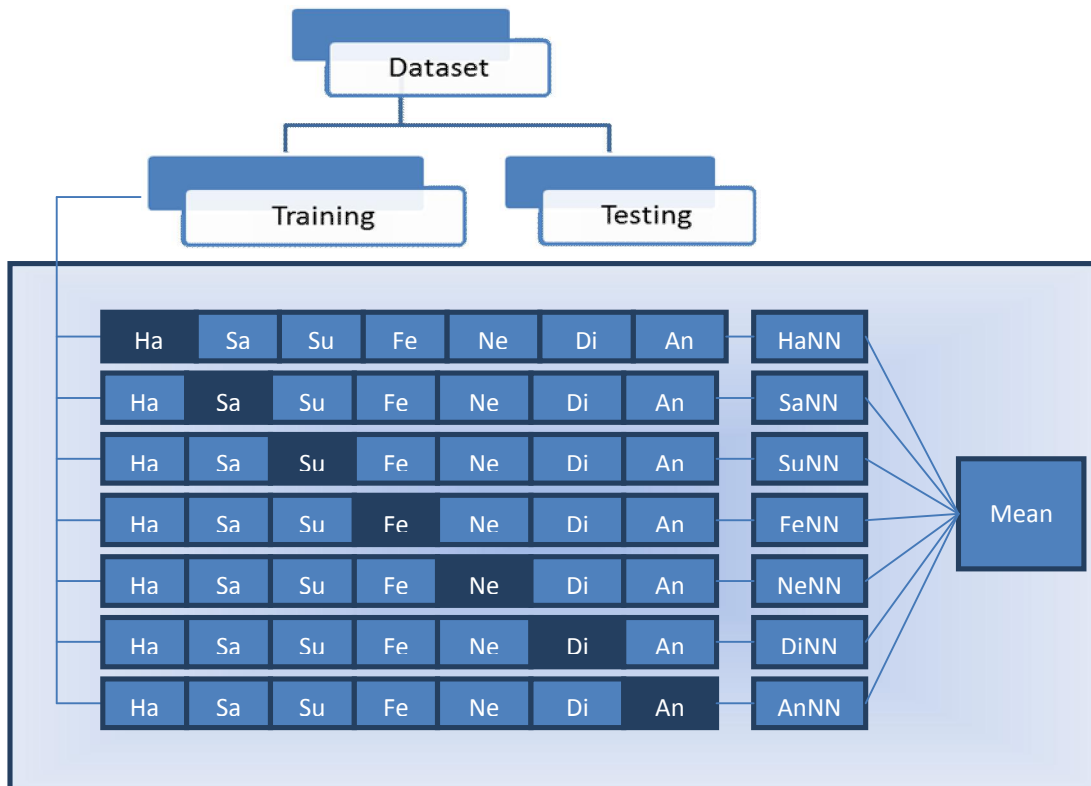 Dataset
Training Testing
Ha Sa Su Fe Ne Di An HaNN
Ha Sa Su Fe Ne Di An SaNN
Ha Sa Su Fe Ne Di An SuNN
Ha Sa Su Fe Ne Di An FeNN
Mean
Ha Sa Su Fe Ne Di An NeNN
Ha Sa Su Fe Ne Di An DiNN
Ha Sa Su Fe Ne Di An AnNN